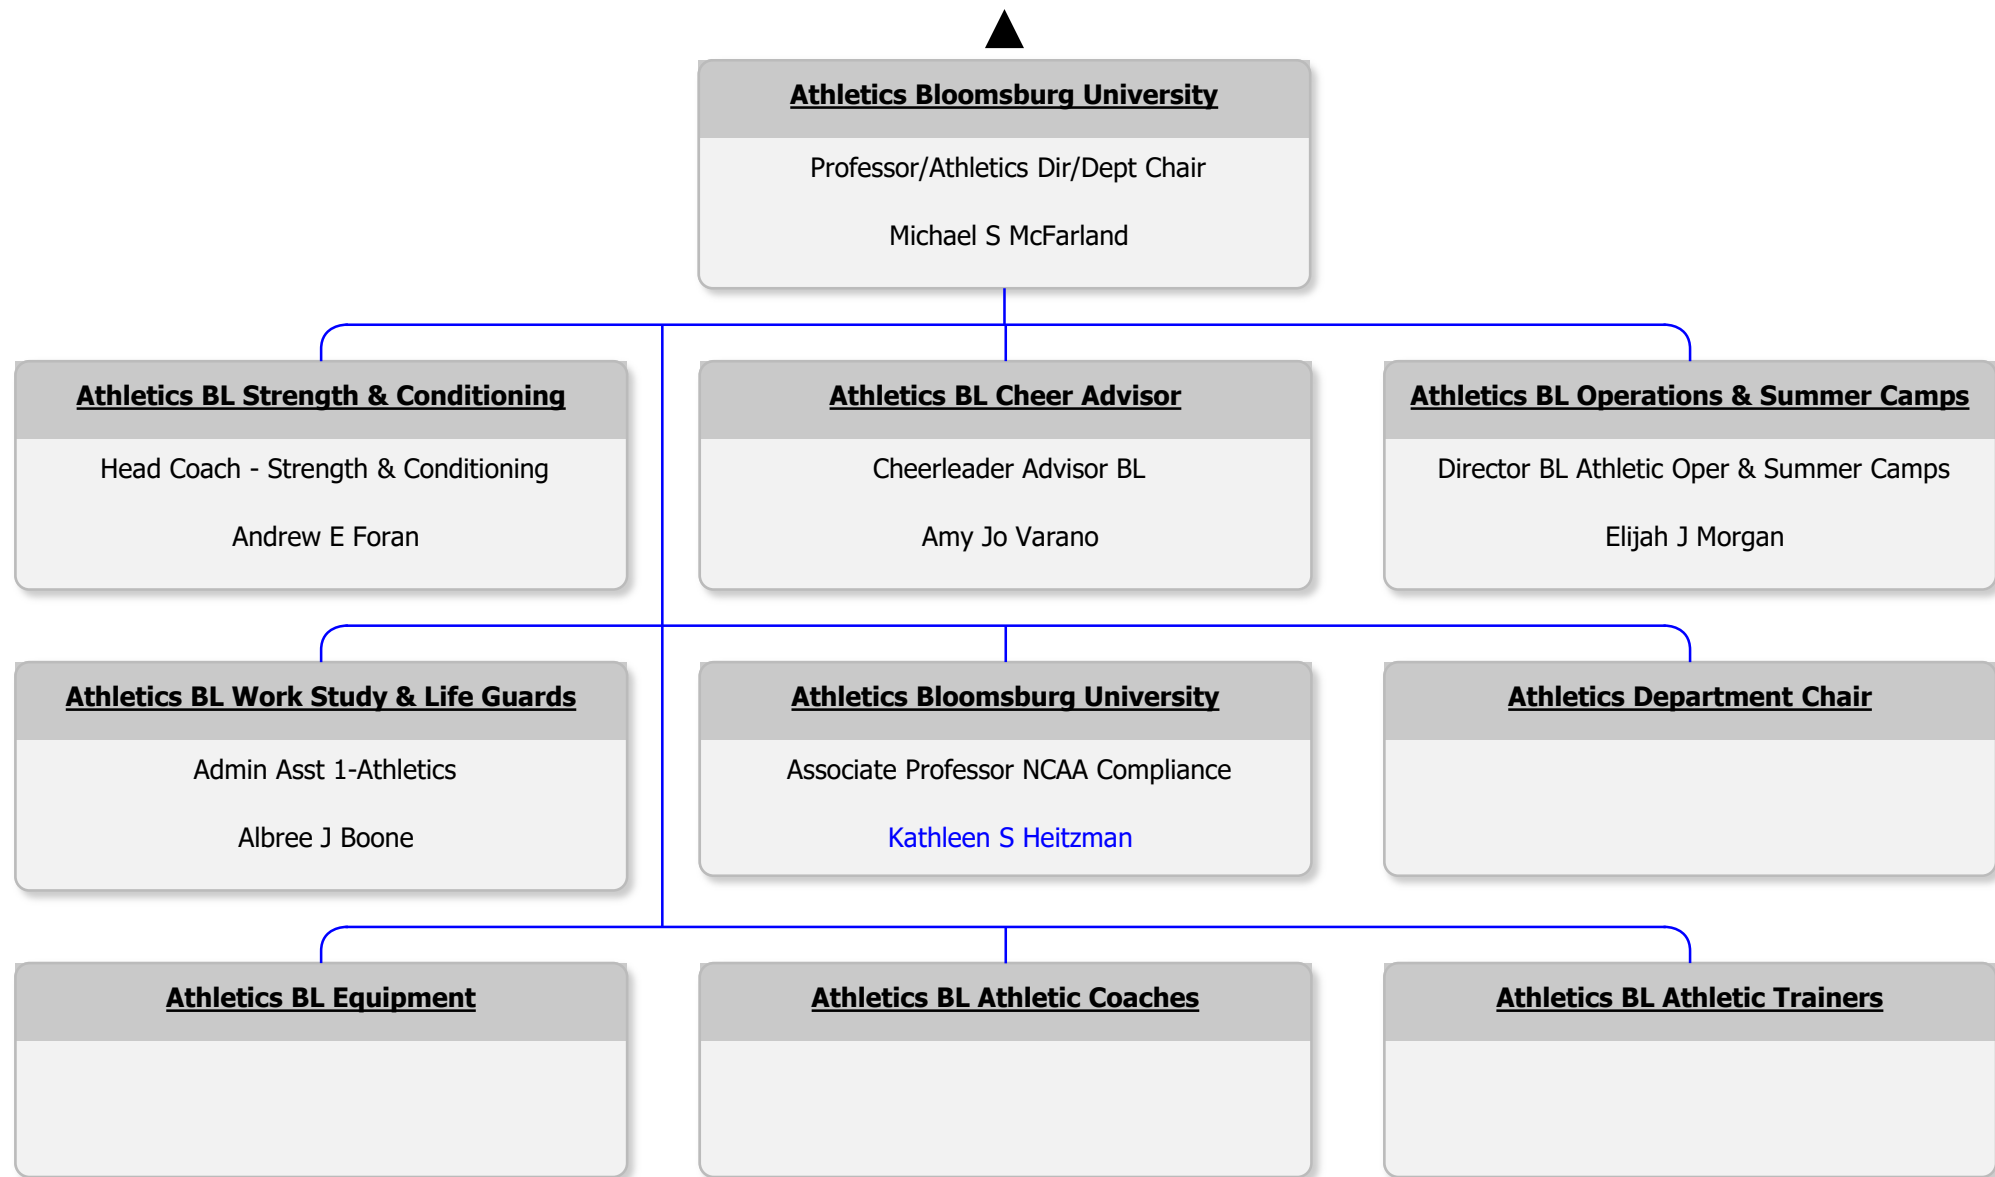 Athletics Bloomsburg University
Professor/Athletics Dir/Dept Chair
Michael S McFarland
Athletics BL Strength & Conditioning
Head Coach - Strength & Conditioning
Andrew E Foran
Athletics BL Cheer Advisor
Cheerleader Advisor BL
Amy Jo Varano
Athletics BL Operations & Summer Camps
Director BL Athletic Oper & Summer Camps
Elijah J Morgan
Athletics BL Work Study & Life Guards
Admin Asst 1-Athletics
Albree J Boone
Athletics Bloomsburg University
Associate Professor NCAA Compliance
Kathleen S Heitzman
Athletics Department Chair
Athletics BL Equipment
Athletics BL Athletic Coaches
Athletics BL Athletic Trainers